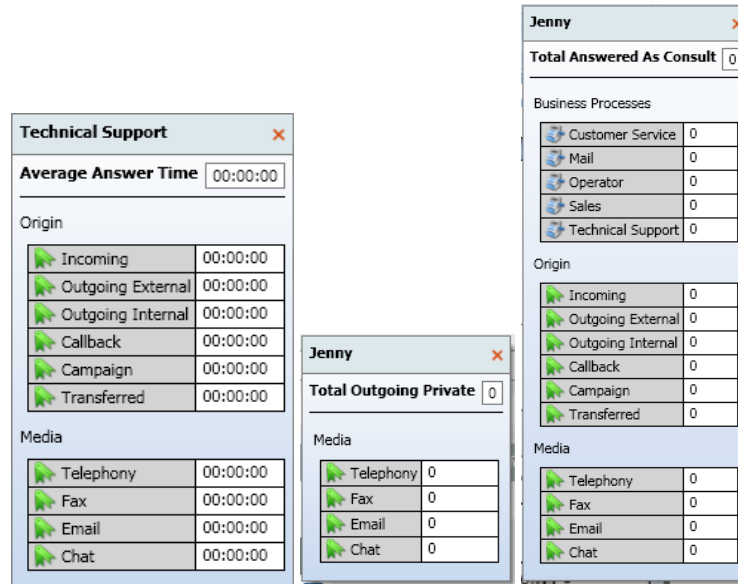 Technical Support
Average Answer Time 00:00:00
Origin
Incoming 00:00:00
Outgoing External 00:00:00
Outgoing Internal 00:00:00
Callback 00:00:00
Campaign 00:00:00
Transferred 00:00:00
Media
Telephony 00:00:00
Fax 00:00:00
Email 00:00:00
Chat 00:00:00
Jenny
Total Outgoing Private 0
Media
Telephony 0
Fax 0
Email 0
Chat 0
Jenny
Total Answered As Consult 0
Business Processes
Customer Service 0
Mail 0
Operator 0
Sales 0
Technical Support 0
Origin
Incoming 0
Outgoing External 0
Outgoing Internal 0
Callback 0
Campaign 0
Transferred 0
Media
Telephony 0
Fax 0
Email 0
Chat 0